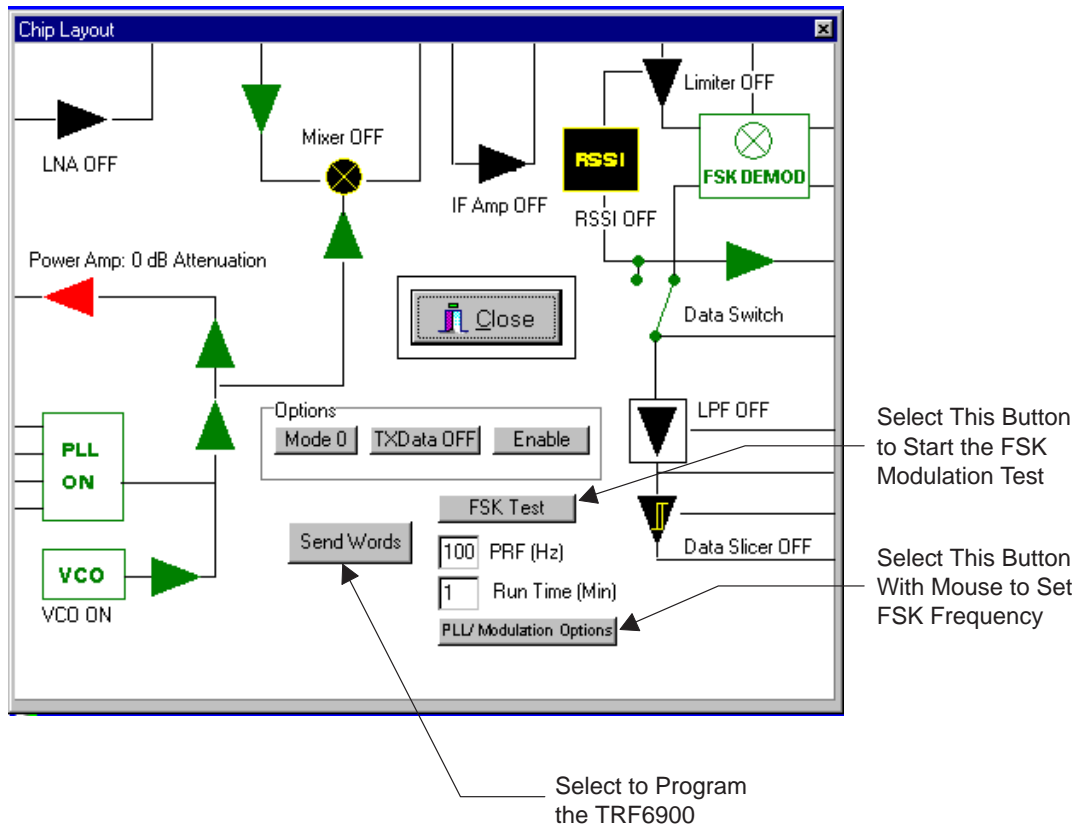 Chip Layout
Limiter OFF
Mixer OFF
LNA OFF
RSSI
FSK DEMOD
IF Amp OFF
RSSI OFF
Power Amp: 0 dB Attenuation
Close
Data Switch
Options
Mode 0
TXData OFF
Enable
LPF OFF
PLL
ON
FSK Test
Send Words
100
PRF (Hz)
Data Slicer OFF
VCO
VCO ON
1
Run Time (Min)
PLL/ Modulation Options
Select This Button
to Start the FSK
Modulation Test
Select This Button
With Mouse to Set
FSK Frequency
Select to Program
the TRF6900